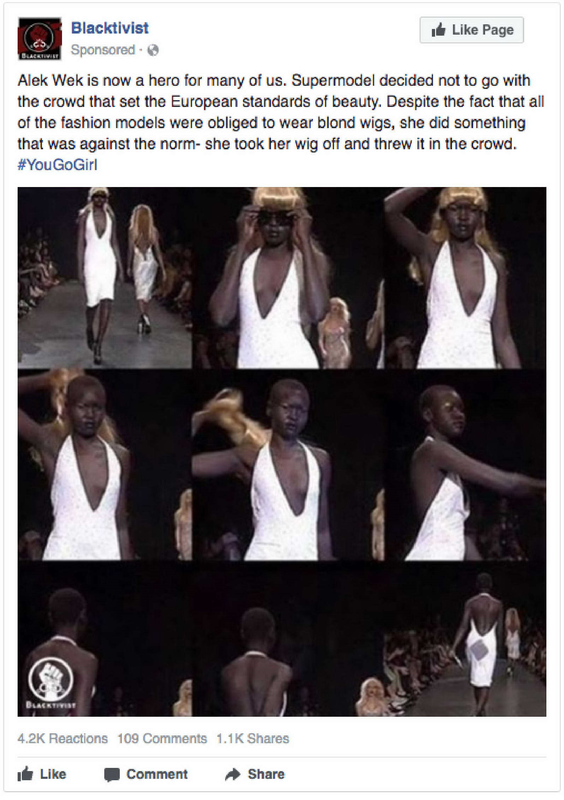 Blacktivist
Sponsored ·
BLACKTIVIST
Like Page
Alek Wek is now a hero for many of us. Supermodel decided not to go with
the crowd that set the European standards of beauty. Despite the fact that all
of the fashion models were obliged to wear blond wigs, she did something
that was against the norm- she took her wig off and threw it in the crowd.
#YouGoGirl
BLACKTIVIST
4.2K Reactions 109 Comments 1.1K Shares
Like Comment Share